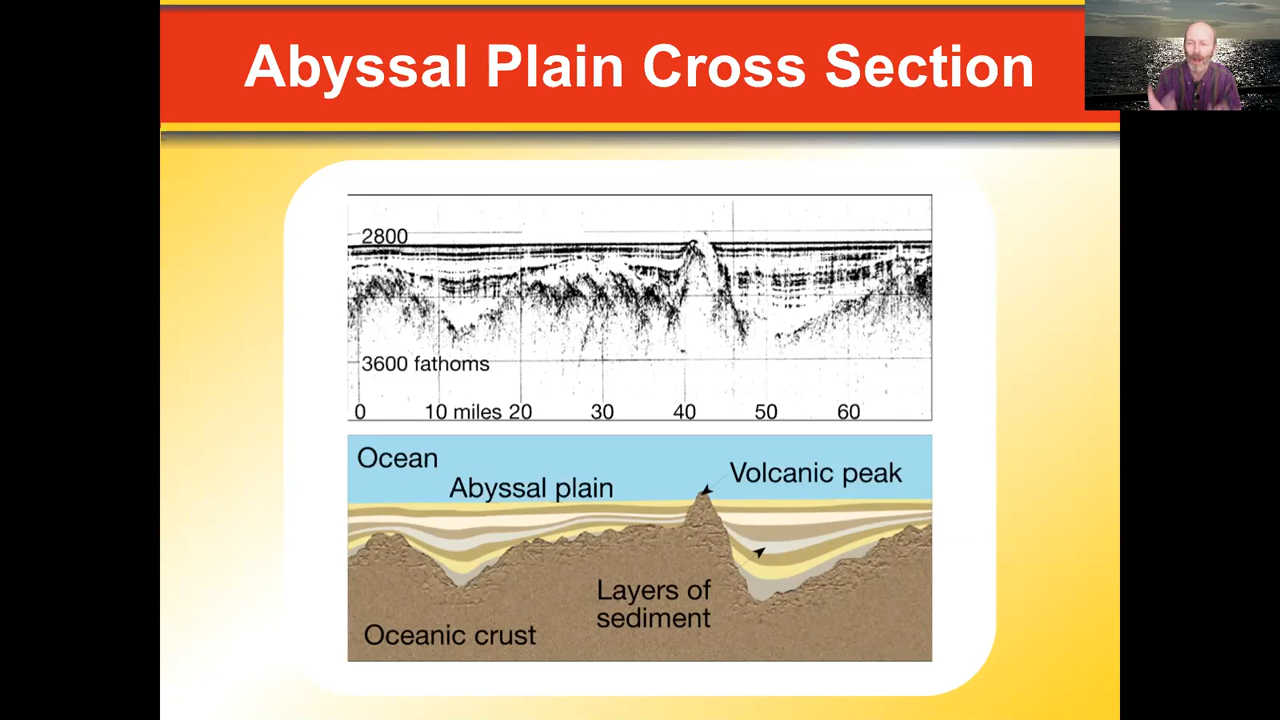 Abyssal Plain Cross Section
2800
3600 fathoms
0 10 miles 20 30 40 50 60
Ocean
Abyssal plain
Volcanic peak
Layers of
sediment
Oceanic crust